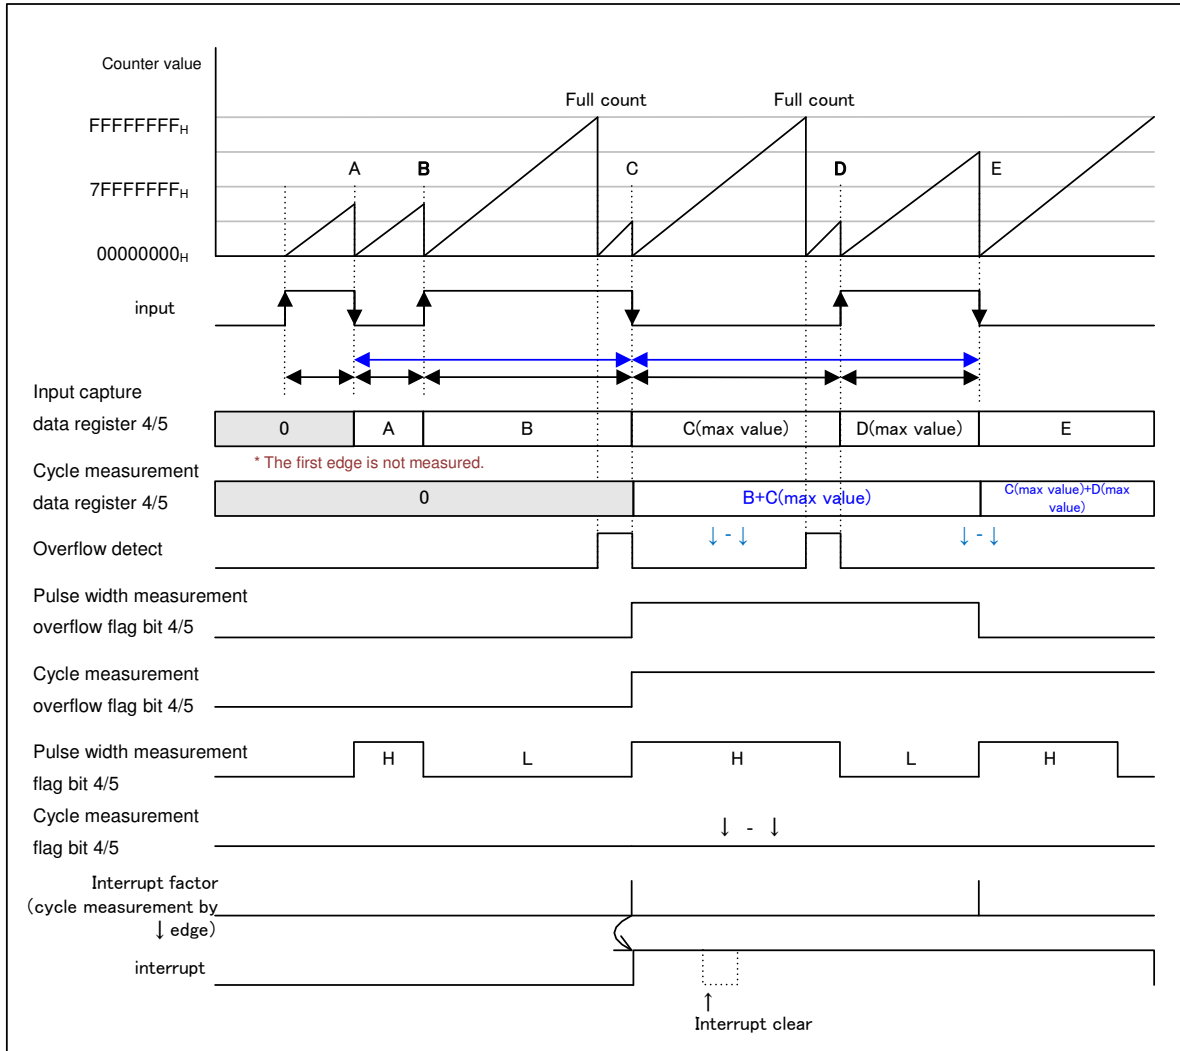 Counter value
Full count
Full count
FFFFFFFFH
A
B
C
D
E
7FFFFFFFH
00000000H
input
Input capture
data register 4/5
0
A
B
C(max value)
D(max value)
E
* The first edge is not measured.
Cycle measurement
data register 4/5
0
B+C(max value)
C(max value)+D(max
value)
Overflow detect
↓ - ↓
↓ - ↓
Pulse width measurement
overflow flag bit 4/5
Cycle measurement
overflow flag bit 4/5
Pulse width measurement
flag bit 4/5
H
L
H
L
H
Cycle measurement
flag bit 4/5
↓ - ↓
Interrupt factor
(cycle measurement by
↓ edge)
interrupt
↑
Interrupt clear